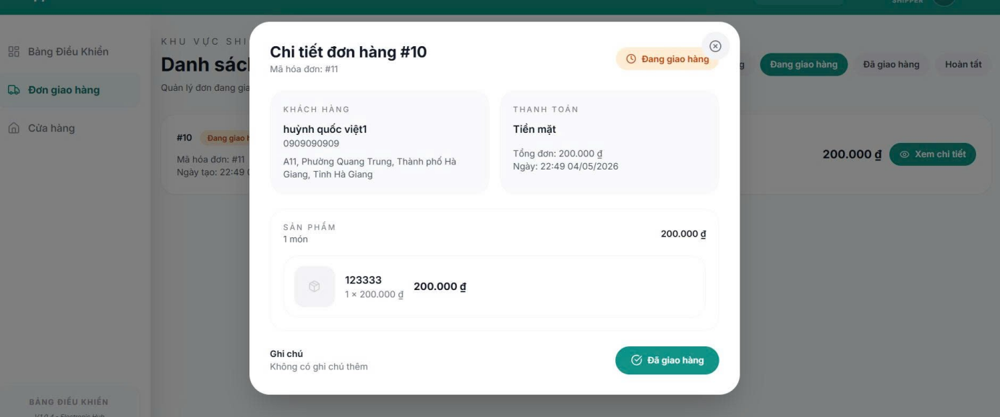 SHIPPER
Bảng Điều Khiển
Đơn giao hàng
Cửa hàng
BẢNG ĐIỀU KHIỂN
KHU VỰC SHI
Danh sácl
Quản lý đơn đang gia
g
Đang giao hàng
Đã giao hàng
Hoàn tất
#10
Đang giao h
Mã hóa đơn: #11
Ngày tạo: 22:49 0
200.000 ₫
Xem chi tiết
Chi tiết đơn hàng #10
Mã hóa đơn: #11
Đang giao hàng
KHÁCH HÀNG
huỳnh quốc việt1
0909090909
A11, Phường Quang Trung, Thành phố Hà
Giang, Tỉnh Hà Giang
THANH TOÁN
Tiền mặt
Tổng đơn: 200.000 ₫
Ngày: 22:49 04/05/2026
SẢN PHẨM
1 món
200.000 ₫
123333
1 × 200.000 ₫
200.000 ₫
Ghi chú
Không có ghi chú thêm
Đã giao hàng